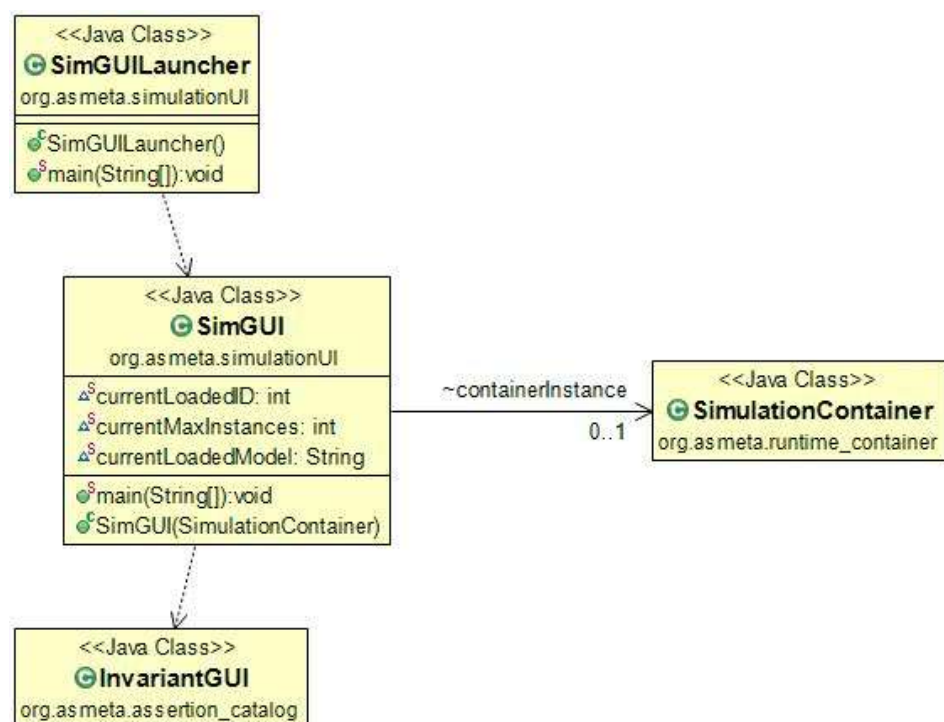 <<Java Class>>
SimGUILauncher
org.asmeta.simulationUI
SimGUILauncher()
main(String[]):void
<<Java Class>>
SimGUI
org.asmeta.simulationUI
currentLoadedID: int
currentMaxInstances: int
currentLoadedModel: String
main(String[]):void
SimGUI(SimulationContainer)
~containerInstance
0..1
<<Java Class>>
SimulationContainer
org.asmeta.runtime_container
<<Java Class>>
InvariantGUI
org.asmeta.assertion_catalog